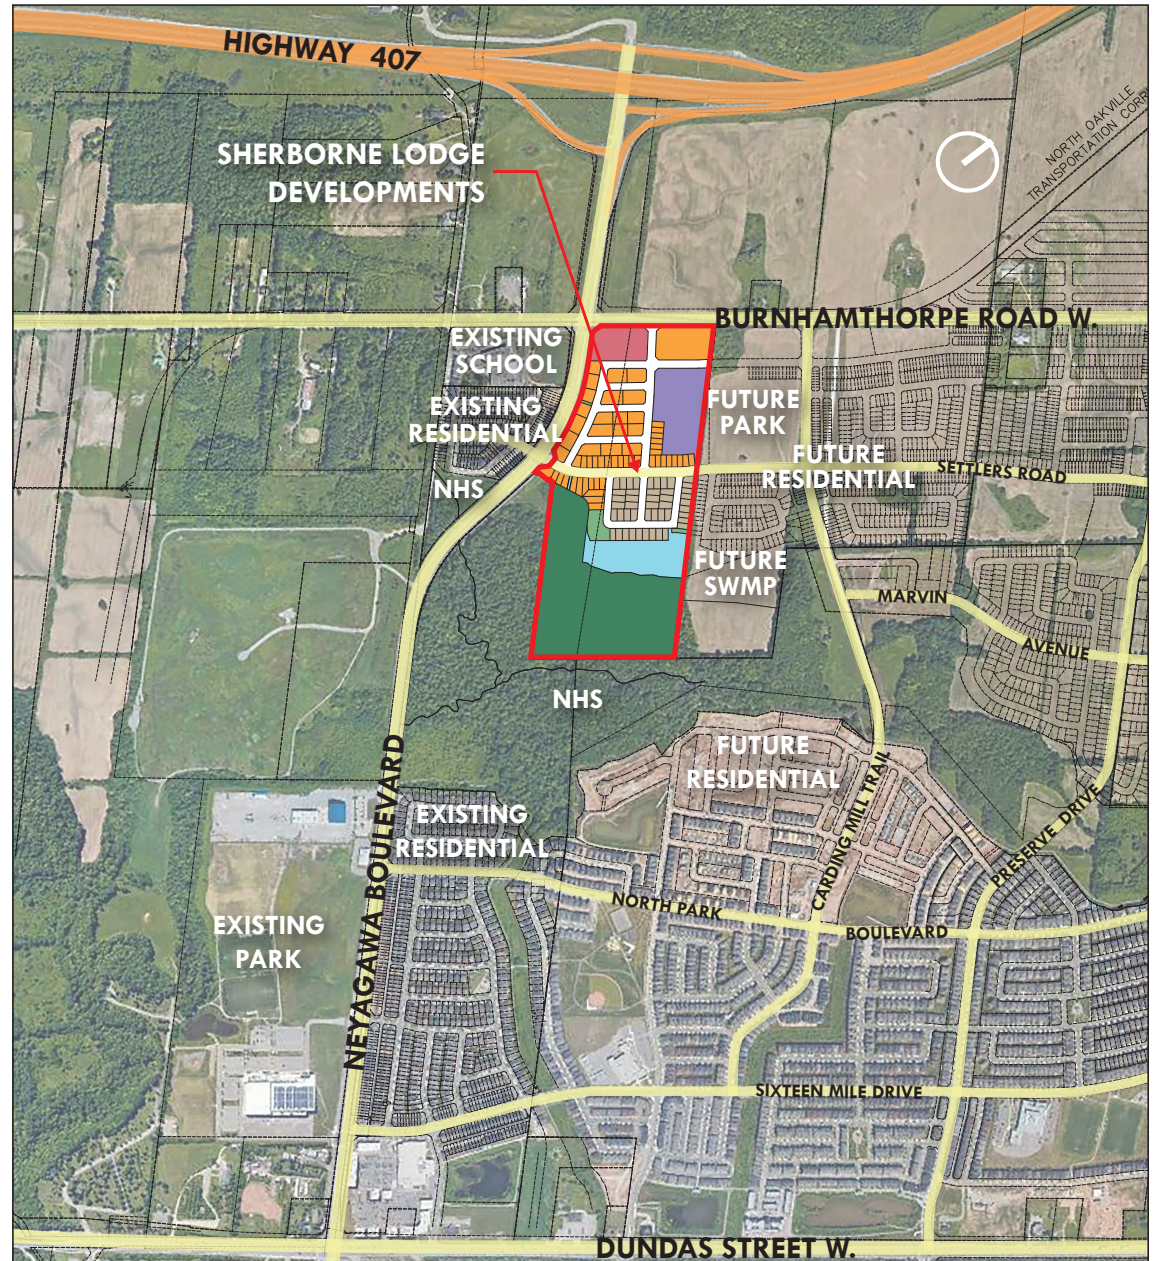 HIGHWAY 407
SHERBORNE LODGE
DEVELOPMENTS
NORTH OAKVILLE
TRANSPORTATION CORR
BURNHAMTHORPE ROAD W.
EXISTING
SCHOOL
EXISTING
RESIDENTIAL
FUTURE
PARK
FUTURE
RESIDENTIAL
SETTLERS ROAD
NHS
FUTURE
SWMP
MARVIN
AVENUE
NHS
FUTURE
RESIDENTIAL
NEYAGAWA BOULEVARD
CARDING MILL TRAIL
PRESERVE DRIVE
EXISTING
RESIDENTIAL
NORTH PARK
BOULEVARD
EXISTING
PARK
SIXTEEN MILE DRIVE
DUNDAS STREET W.